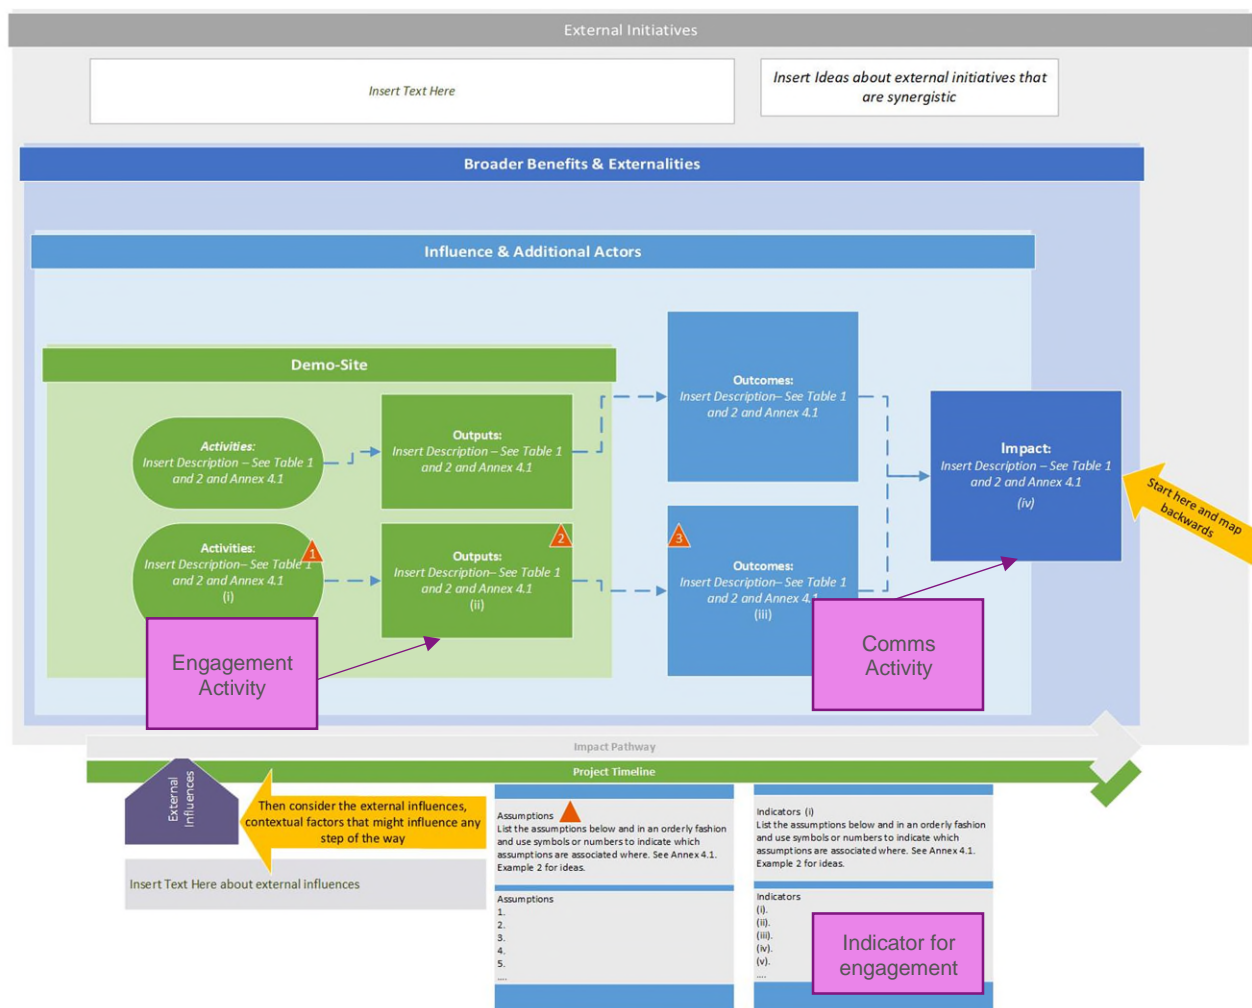 External Initiatives
Insert Text Here
Insert Ideas about external initiatives that
are synergistic
Broader Benefits & Externalities
Influence & Additional Actors
Demo-Site
Activities:
Insert Description – See Table 1
and 2 and Annex 4.1
Outputs:
Insert Description– See Table 1
and 2 and Annex 4.1
Outcomes:
Insert Description– See Table 1
and 2 and Annex 4.1
Impact:
Insert Description – See Table 1
and 2 and Annex 4.1
(iv)
Start here and map
backwards
Activities:
Insert Description– See Table 1
and 2 and Annex 4.1
(i)
1
Outputs:
Insert Description– See Table 1
and 2 and Annex 4.1
(ii)
2
3
Outcomes:
Insert Description– See Table 1
and 2 and Annex 4.1
(iii)
Engagement
Activity
Comms
Activity
Impact Pathway
Project Timeline
External
Influences
Then consider the external influences,
contextual factors that might influence any
step of the way
Insert Text Here about external influences
Assumptions
List the assumptions below and in an orderly fashion
and use symbols or numbers to indicate which
assumptions are associated where. See Annex 4.1.
Example 2 for ideas.
Assumptions
1.
2.
3.
4.
5.
....
Indicators (i)
List the assumptions below and in an orderly fashion
and use symbols or numbers to indicate which
assumptions are associated where. See Annex 4.1.
Example 2 for ideas.
Indicators
(i).
(ii).
(iii).
(iv).
(v).
....
Indicator for
engagement